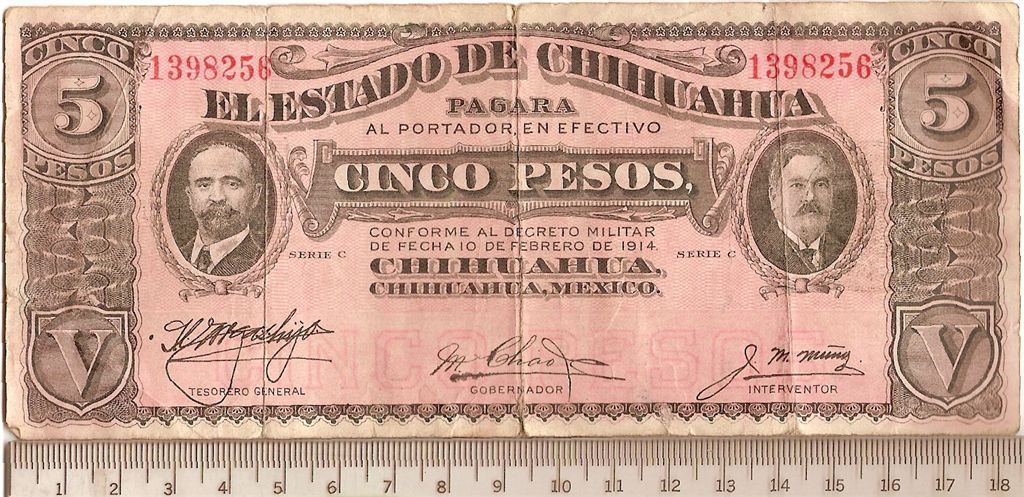 CINCO
5
PESOS
1398256
EL ESTADO DE CHIHUAHUA
1398256
CINCO
5
PESOS
PAGARA
AL PORTADOR, EN EFECTIVO
CINCO PESOS,
CONFORME AL DECRETO MILITAR
DE FECHA 10 DE FEBRERO DE 1914.
SERIE C
SERIE C
CHIHUAHUA,
CHIHUAHUA, MEXICO.
CINCO PESOS
V
V
TESORERO GENERAL
M Chao
GOBERNADOR
J. M. Muñoz
INTERVENTOR
1 2 3 4 5 6 7 8 9 10 11 12 13 14 15 16 17 18